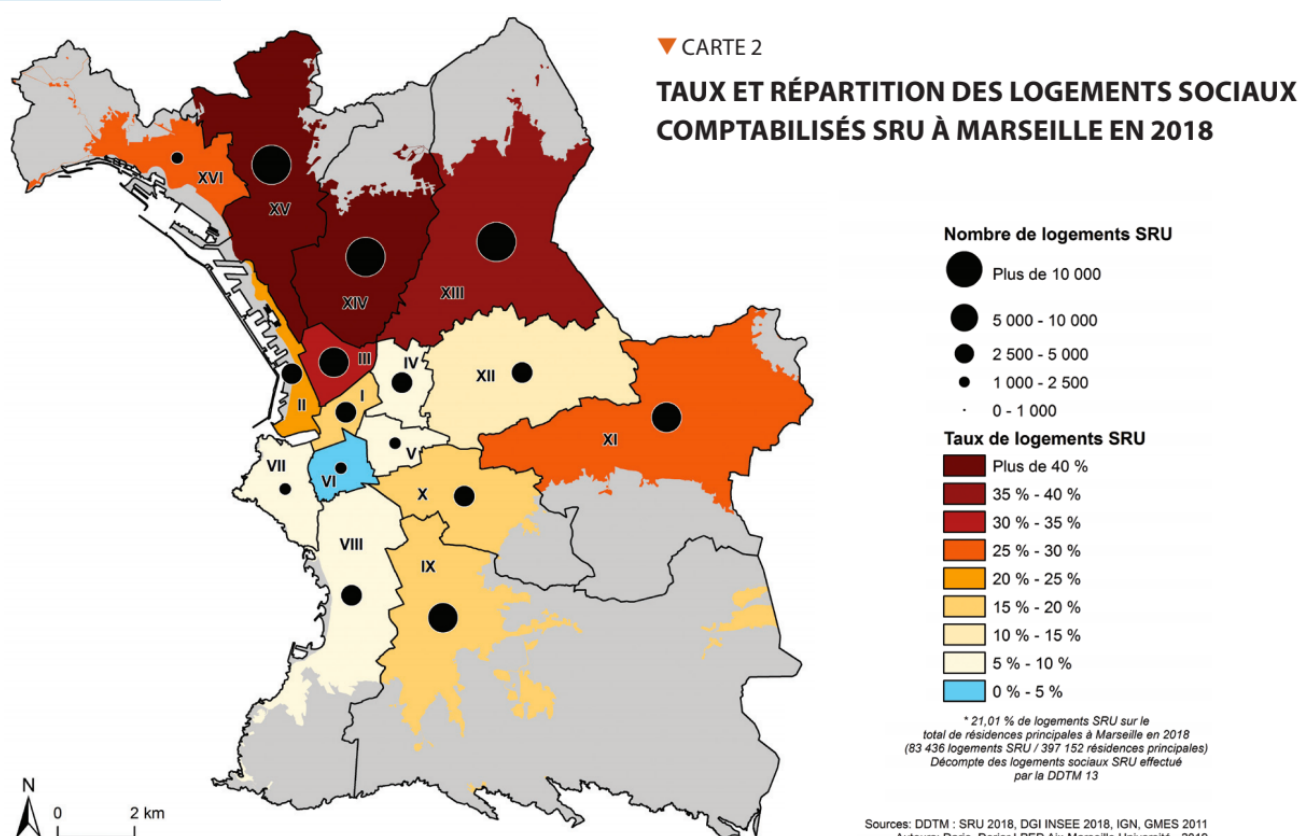 ▼ CARTE 2
TAUX ET RÉPARTITION DES LOGEMENTS SOCIAUX
COMPTABILISÉS SRU À MARSEILLE EN 2018
XVI
XV
XIV
XIII
III
IV
XII
II
I
V
XI
VII
VI
X
VIII
IX
Nombre de logements SRU
Plus de 10 000
5 000 - 10 000
2 500 - 5 000
1 000 - 2 500
0 - 1 000
Taux de logements SRU
Plus de 40 %
35 % - 40 %
30 % - 35 %
25 % - 30 %
20 % - 25 %
15 % - 20 %
10 % - 15 %
5 % - 10 %
0 % - 5 %
* 21,01 % de logements SRU sur le
total de résidences principales à Marseille en 2018
(83 436 logements SRU / 397 152 résidences principales)
Décompte des logements sociaux SRU effectué
par la DDTM 13
N
0 2 km
Sources: DDTM : SRU 2018, DGI INSEE 2018, IGN, GMES 2011